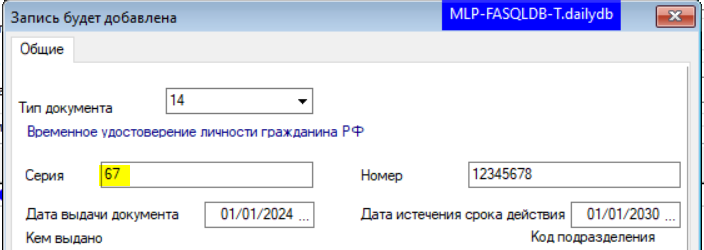 Запись будет добавлена MLP-FASQLDB-T.dailydb
Общие
Тип документа 14
Временное удостоверение личности гражданина РФ
Серия 67 Номер 12345678
Дата выдачи документа 01/01/2024 ... Дата истечения срока действия 01/01/2030 ...
Кем выдано Код подразделения